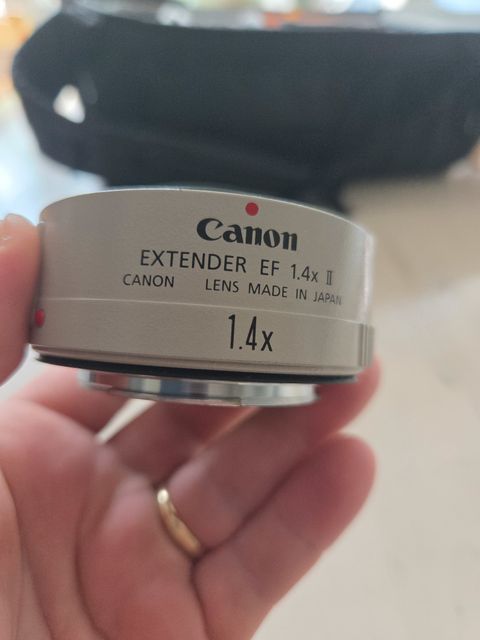 Canon
EXTENDER EF 1.4x II
CANON LENS MADE IN JAPAN
1.4x